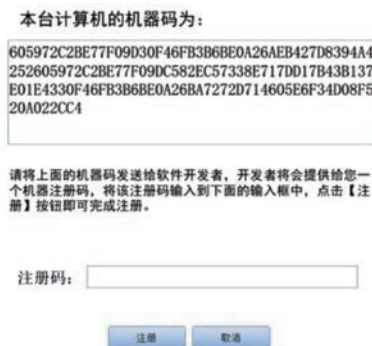 本台计算机的机器码为：
605972C2BE77F09D30F46FB3B6BE0A26AEB427D8394A4
252605972C2BE77F09DC582EC57338E717DD17B43B137
E01E4330F46FB3B6BE0A26BA7272D714605E6F34D08F5
20A022CC4
请将上面的机器码发送给软件开发者，开发者将会提供给您一
个机器注册码，将该注册码输入到下面的输入框中，点击【注
册】按钮即可完成注册。
注册码：
注册 取消